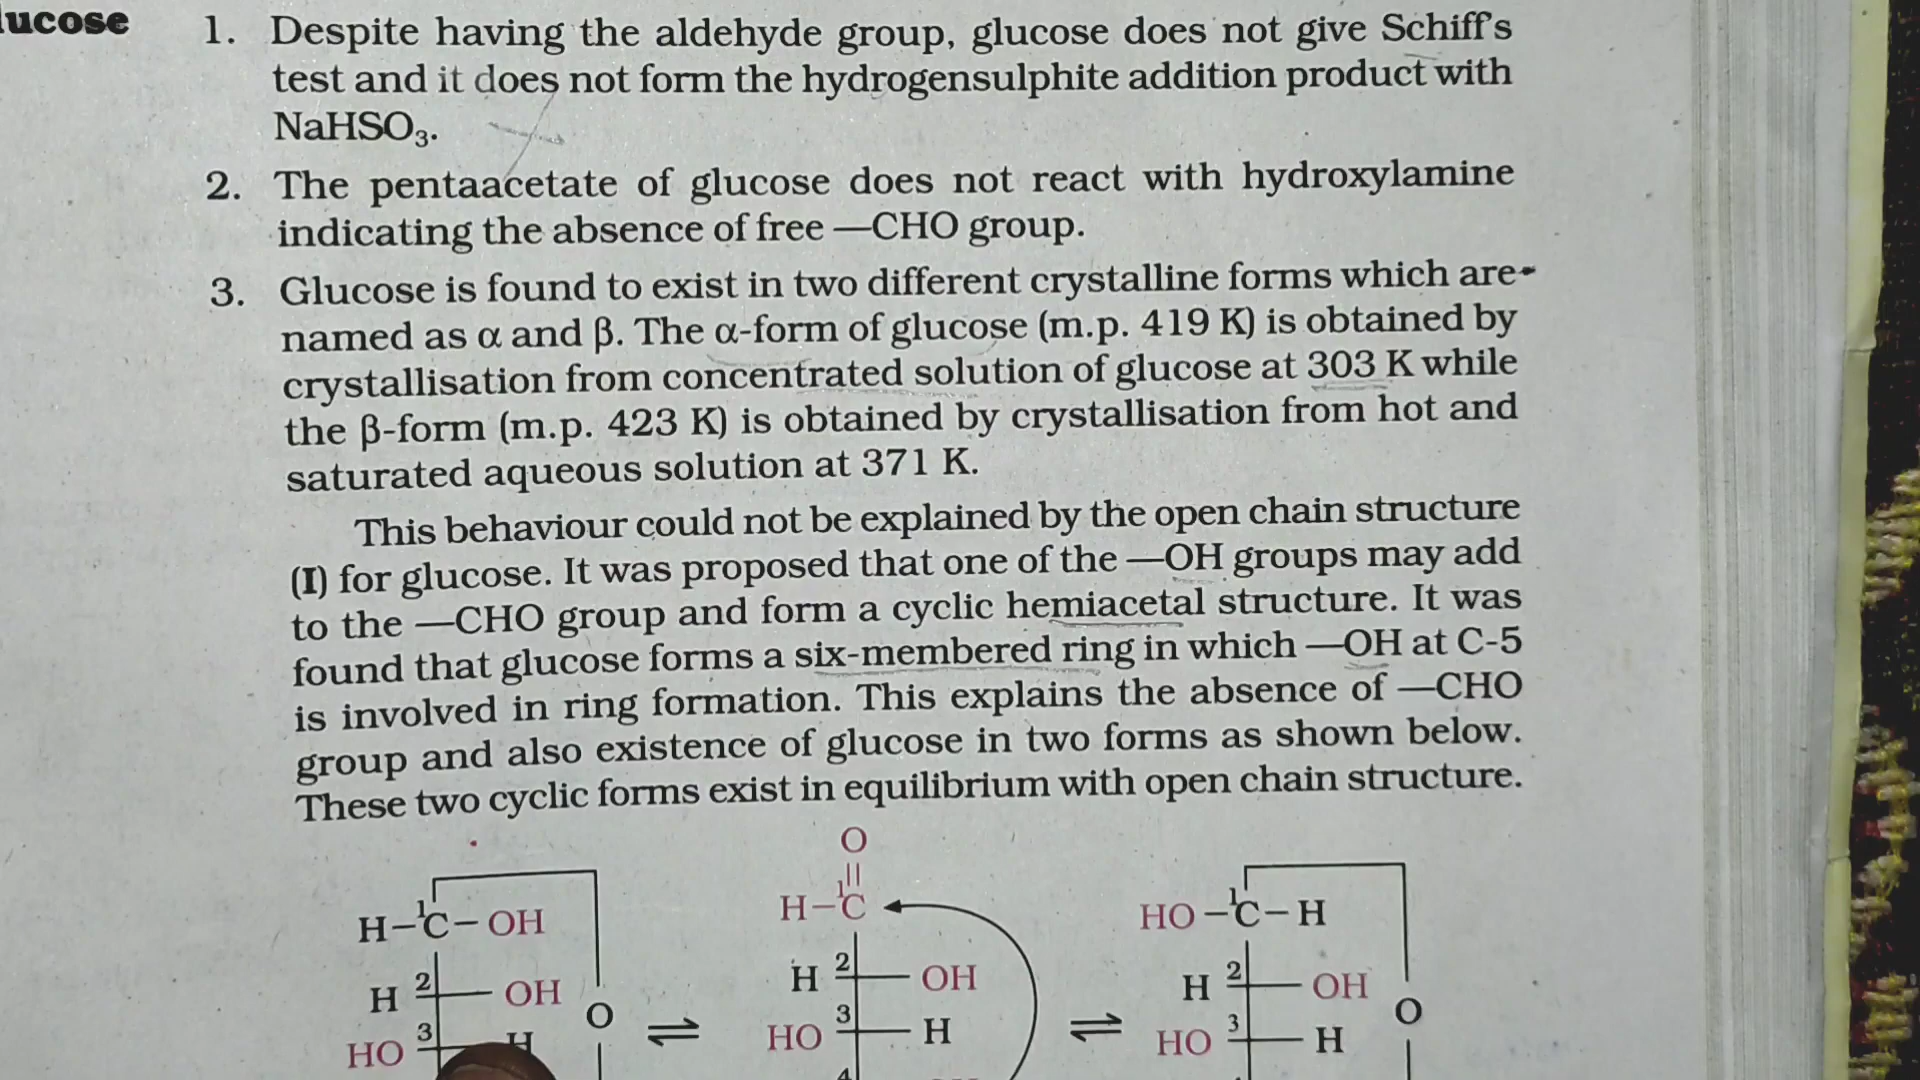 lucose
1. Despite having the aldehyde group, glucose does not give Schiff's
test and it does not form the hydrogensulphite addition product with
NaHSO₃.
2. The pentaacetate of glucose does not react with hydroxylamine
indicating the absence of free —CHO group.
3. Glucose is found to exist in two different crystalline forms which are
named as α and β. The α-form of glucose (m.p. 419 K) is obtained by
crystallisation from concentrated solution of glucose at 303 K while
the β-form (m.p. 423 K) is obtained by crystallisation from hot and
saturated aqueous solution at 371 K.
This behaviour could not be explained by the open chain structure
(I) for glucose. It was proposed that one of the —OH groups may add
to the —CHO group and form a cyclic hemiacetal structure. It was
found that glucose forms a six-membered ring in which —OH at C-5
is involved in ring formation. This explains the absence of —CHO
group and also existence of glucose in two forms as shown below.
These two cyclic forms exist in equilibrium with open chain structure.
O
H–¹C–OH H–¹C HO–¹C–H
H 2 OH H 2 OH H 2 OH
O ⇌ ⇌ O
HO 3 H HO 3 H HO 3 H
4